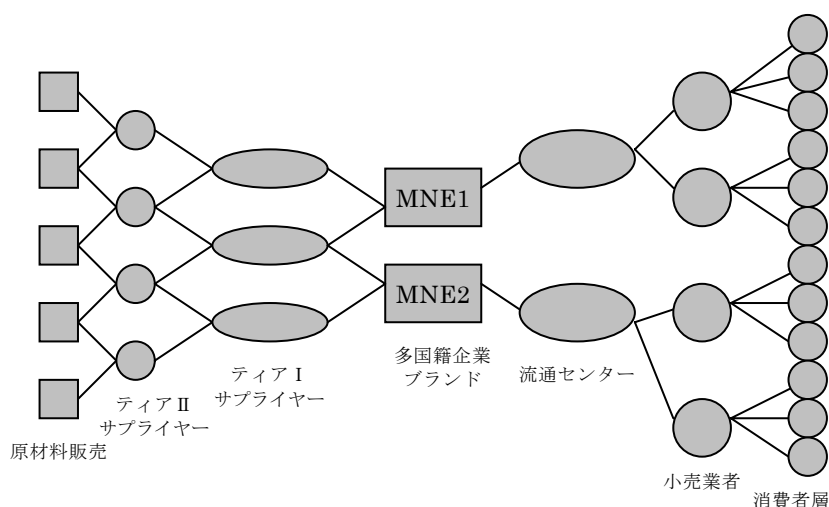 MNE1
MNE2
原材料販売
ティアⅡ
サプライヤー
ティアⅠ
サプライヤー
多国籍企業
ブランド
流通センター
小売業者
消費者層